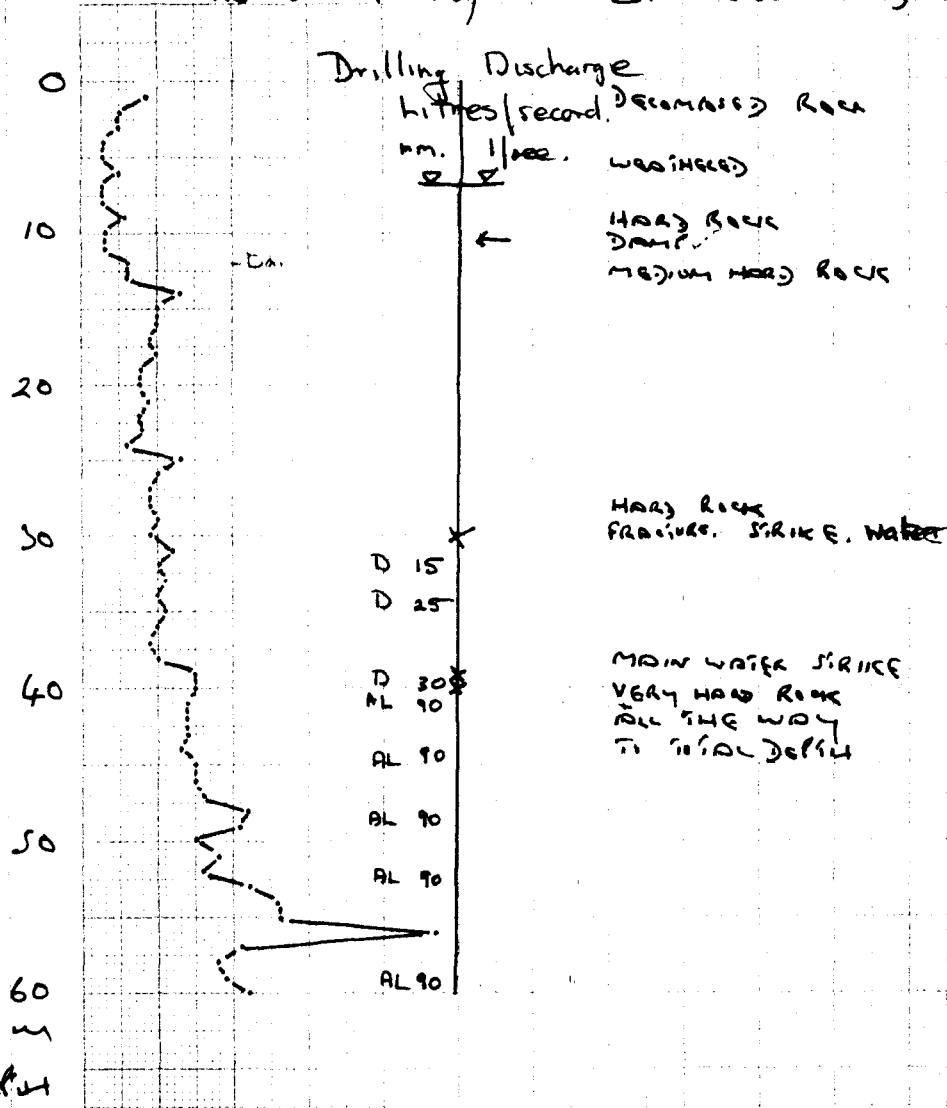 Drilling Discharge
0
Litres/second.
DECOMPOSED ROCK
mm. l/sec.
WEATHERED
10
HARD ROCK
DAMP
MEDIUM HARD ROCK
20
30
HARD ROCK
FRACTURE. STRIKE. Water
D 15
D 25
40
D 30
MAIN WATER STRIKE
AL 90
VERY HARD ROCK
ALL THE WAY
TO TOTAL DEPTH
AL 90
AL 90
50
AL 90
AL 90
60
m